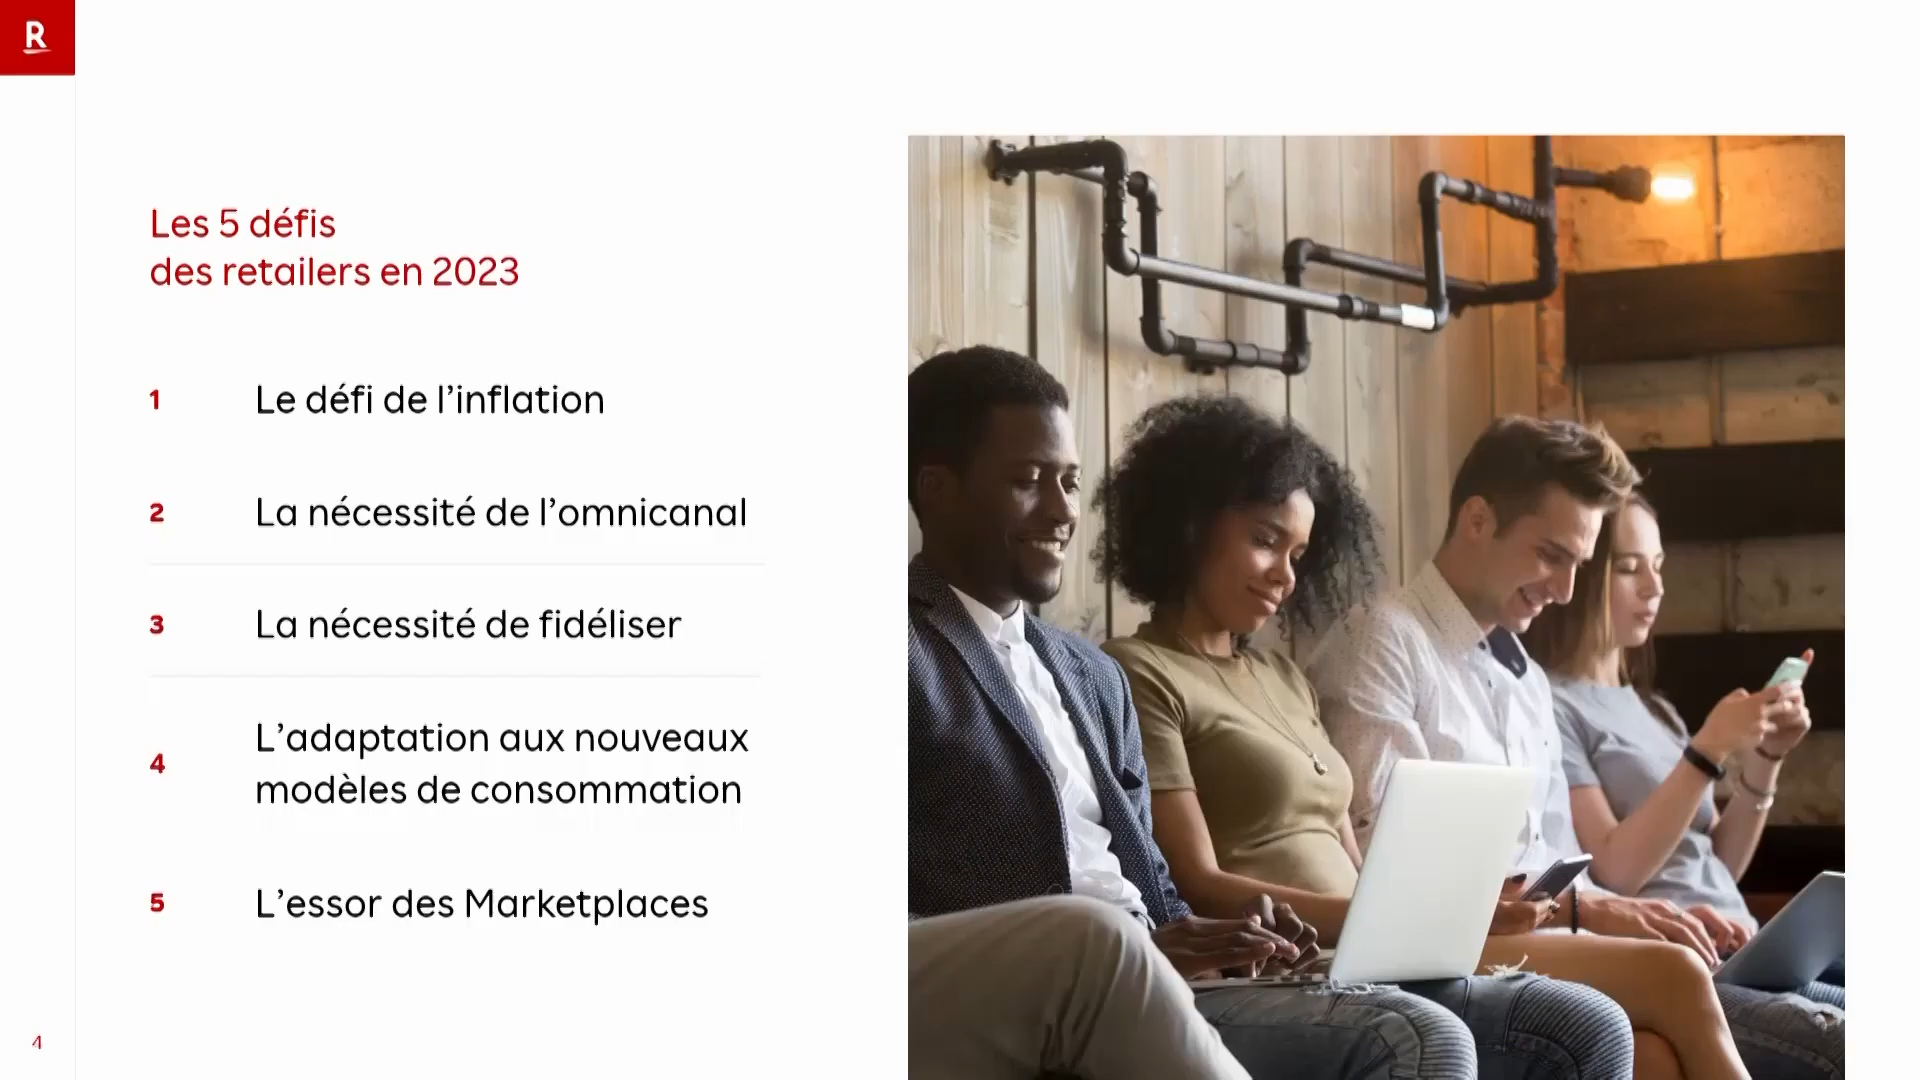 R
Les 5 défis
des retailers en 2023
1 Le défi de l’inflation
2 La nécessité de l’omnicanal
3 La nécessité de fidéliser
4 L’adaptation aux nouveaux
modèles de consommation
5 L’essor des Marketplaces
4